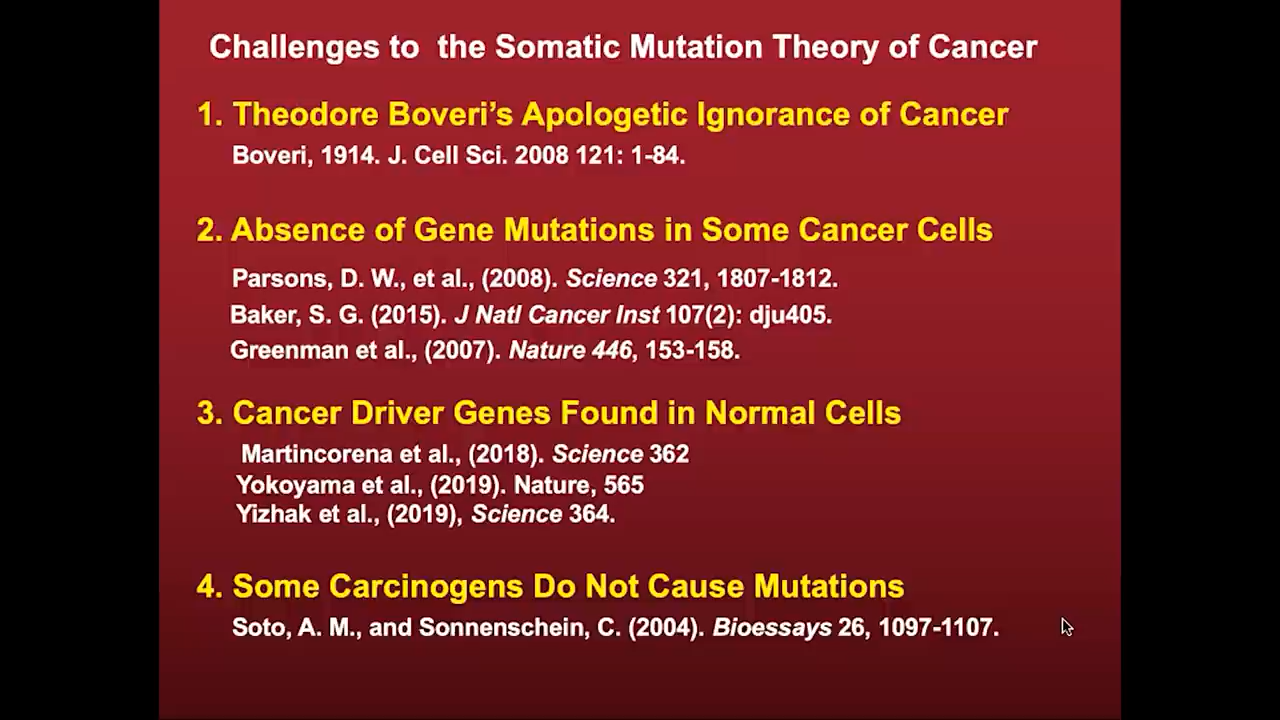 Challenges to the Somatic Mutation Theory of Cancer
1. Theodore Boveri's Apologetic Ignorance of Cancer
Boveri, 1914. J. Cell Sci. 2008 121: 1-84.
2. Absence of Gene Mutations in Some Cancer Cells
Parsons, D. W., et al., (2008). Science 321, 1807-1812.
Baker, S. G. (2015). J Natl Cancer Inst 107(2): dju405.
Greenman et al., (2007). Nature 446, 153-158.
3. Cancer Driver Genes Found in Normal Cells
Martincorena et al., (2018). Science 362
Yokoyama et al., (2019). Nature, 565
Yizhak et al., (2019), Science 364.
4. Some Carcinogens Do Not Cause Mutations
Soto, A. M., and Sonnenschein, C. (2004). Bioessays 26, 1097-1107.